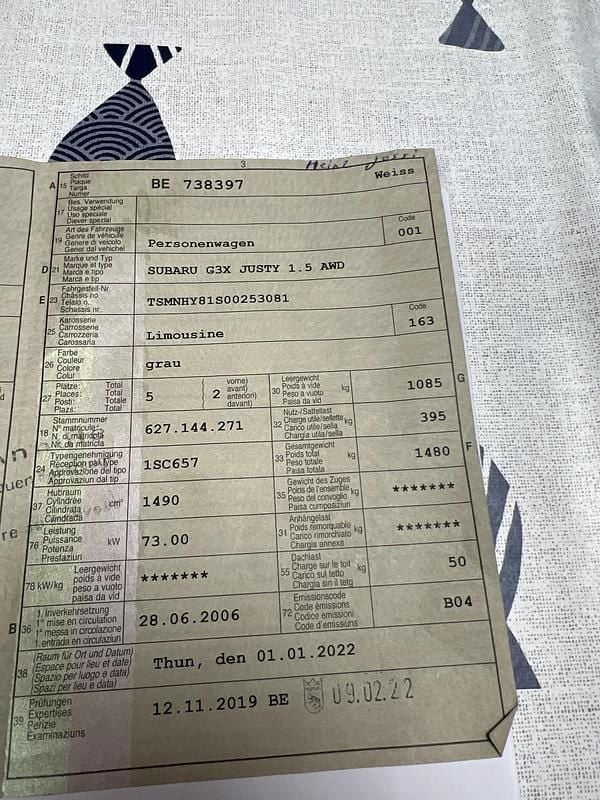 3
Weiss
A 15 Schild
Plaque
Targa
Numer
BE 738397
17 Bes. Verwendung
Usage spécial
Uso speciale
Diever spezial
19 Art des Fahrzeugs
Genre de véhicule
Genere di veicolo
Gener dal vehichel
Personenwagen
Code
001
D 21 Marke und Typ
Marque et type
Marca e tipo
Marca e tip
SUBARU G3X JUSTY 1.5 AWD
E 23 Fahrgestell-Nr.
Châssis no
Telaio n.
Schassis nr.
TSMNHY81S00253081
25 Karosserie
Carrosserie
Carrozzeria
Carossaria
Limousine
Code
163
26 Farbe
Couleur
Colore
Colur
grau
27 Plätze: Total
Places: Total
Posti: Totale
Plazs: Total
5
2
vorne)
avant)
anteriori)
davant)
30 Leergewicht
Poids à vide kg
Peso a vuoto
Paisa da vid
1085
G
18 Stammnummer
N° matricule
N. di matricola
Nr. da matricla
627.144.271
32 Nutz-/Sattellast
Charge utile/sellette kg
Carico utile/sella
Chargia utila/sella
395
24 Typengenehmigung
Réception par type
Approvazione del tipo
Approvaziun dal tip
1SC657
33 Gesamtgewicht
Poids total kg
Peso totale
Paisa totala
1480
F
37 Hubraum
Cylindrée cm³
Cilindrata
Cilindrada
1490
35 Gewicht des Zuges
Poids de l'ensemble kg
Peso del convoglio
Paisa cumposiziun
*******
76 Leistung
Puissance kW
Potenza
Prestaziun
73.00
31 Anhängelast
Poids remorquable kg
Carico rimorchiato
Chargia annexa
*******
78 kW/kg Leergewicht
poids à vide
peso a vuoto
paisa da vid
*******
55 Dachlast
Charge sur le toit kg
Carico sul tetto
Chargia sin il tetg
50
B 36 1. Inverkehrsetzung
1re mise en circulation
1a messa in circolazione
1. entrada en circulaziun
28.06.2006
72 Emissionscode
Code émissions
Codice emissioni
Code d'emissiuns
B04
38 (Raum für Ort und Datum)
(Espace pour lieu et date)
(Spazio per luogo e data)
(Spazi per lieu e data)
Thun, den 01.01.2022
39 Prüfungen
Expertises
Perizie
Examinaziuns
12.11.2019 BE
09.02.22